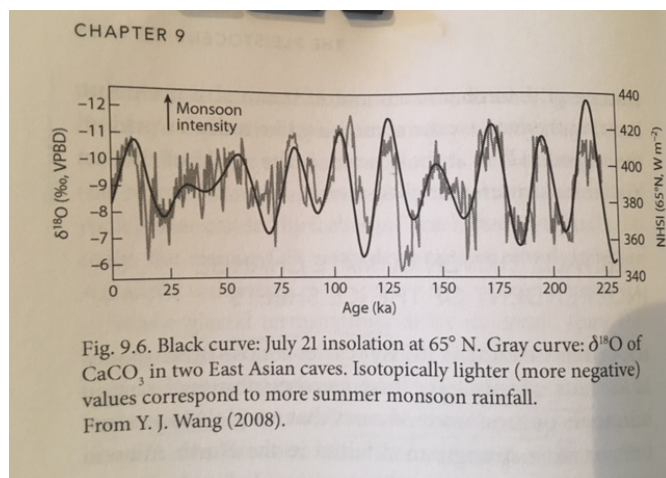 CHAPTER 9
Monsoon
intensity
δ¹⁸O (‰, VPBD)
−12
−11
−10
−9
−8
−7
−6
440
420
400
380
360
340
NHSI (65°N, W m⁻²)
0 25 50 75 100 125 150 175 200 225
Age (ka)
Fig. 9.6. Black curve: July 21 insolation at 65° N. Gray curve: δ¹⁸O of
CaCO₃ in two East Asian caves. Isotopically lighter (more negative)
values correspond to more summer monsoon rainfall.
From Y. J. Wang (2008).